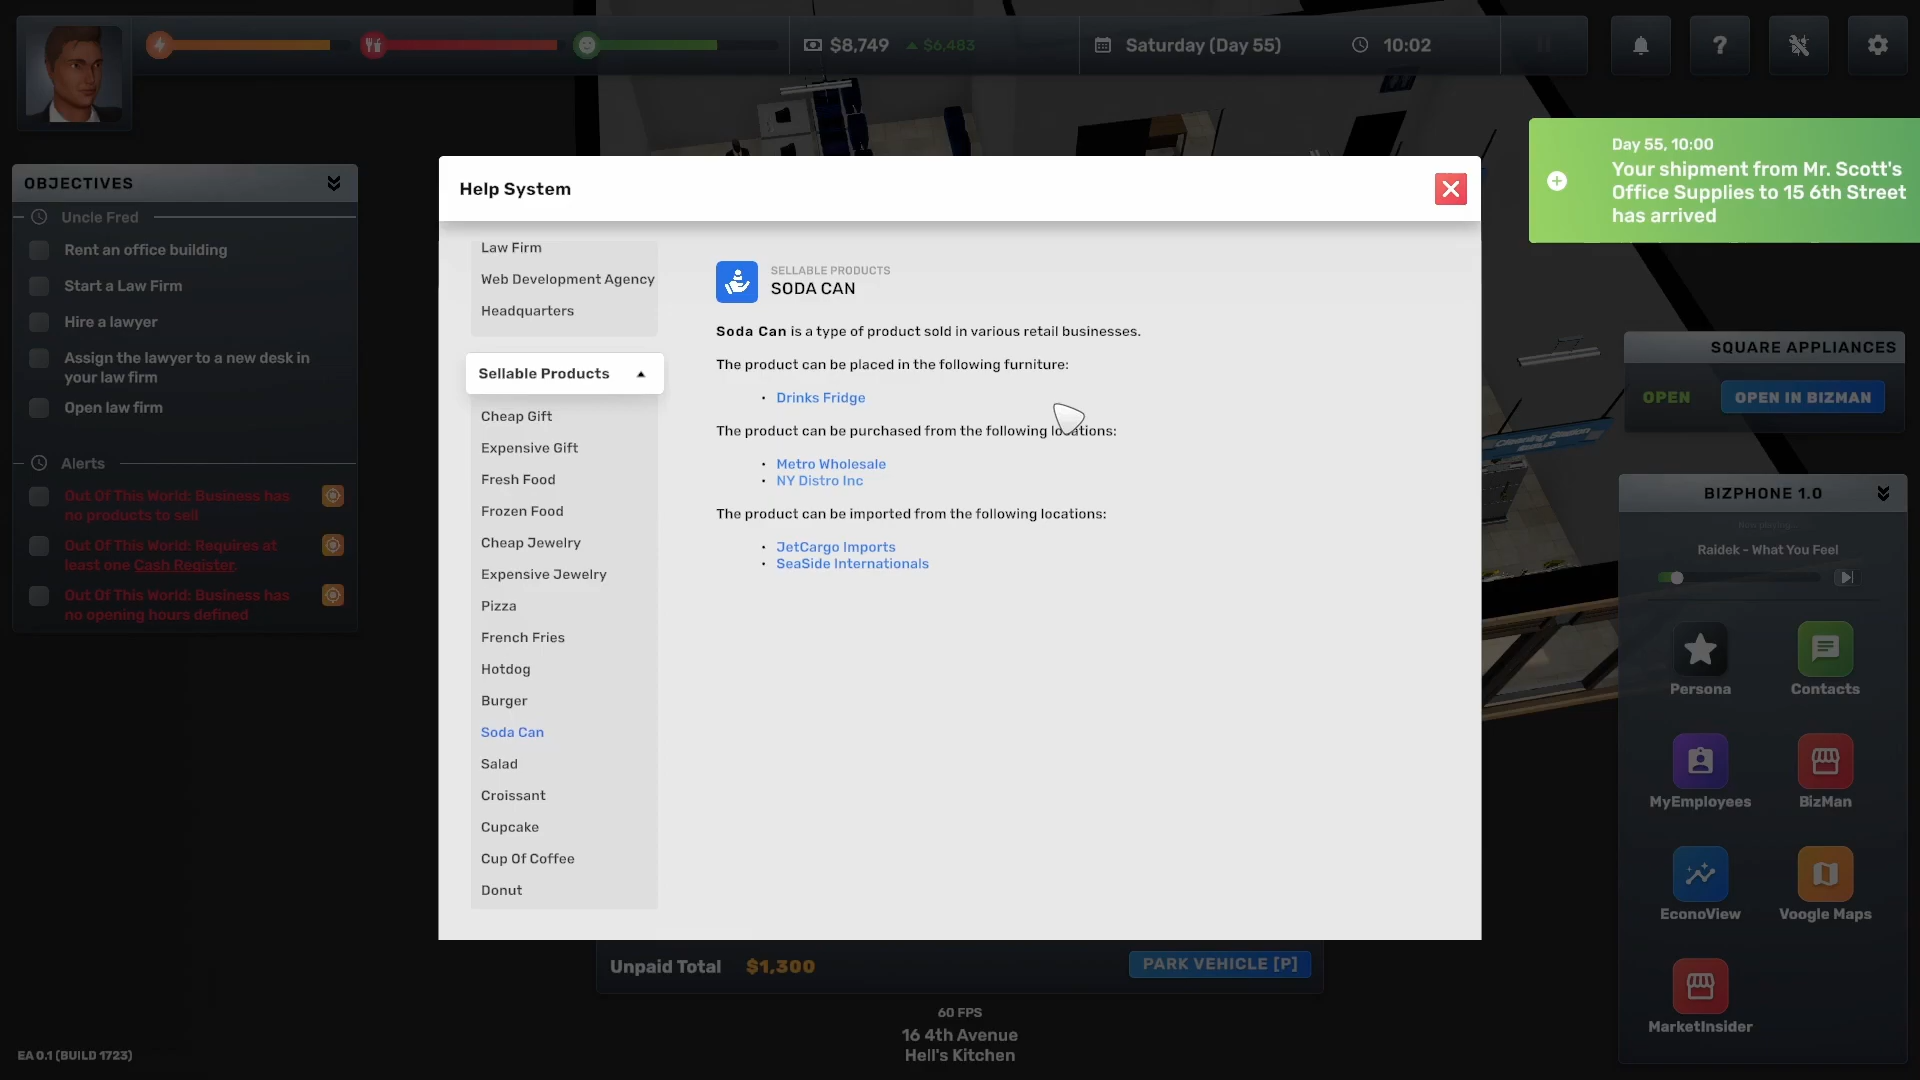 $8,749
$6,483
Saturday (Day 55)
10:02
?
OBJECTIVES
Uncle Fred
Rent an office building
Start a Law Firm
Hire a lawyer
Assign the lawyer to a new desk in
your law firm
Open law firm
Alerts
Out Of This World: Business has
no products to sell
Out Of This World: Requires at
least one Cash Register.
Out Of This World: Business has
no opening hours defined
Help System
Law Firm
Web Development Agency
Headquarters
Sellable Products
Cheap Gift
Expensive Gift
Fresh Food
Frozen Food
Cheap Jewelry
Expensive Jewelry
Pizza
French Fries
Hotdog
Burger
Soda Can
Salad
Croissant
Cupcake
Cup Of Coffee
Donut
SELLABLE PRODUCTS
SODA CAN
Soda Can is a type of product sold in various retail businesses.
The product can be placed in the following furniture:
• Drinks Fridge
The product can be purchased from the following locations:
• Metro Wholesale
• NY Distro Inc
The product can be imported from the following locations:
• JetCargo Imports
• SeaSide Internationals
Day 55, 10:00
Your shipment from Mr. Scott's
Office Supplies to 15 6th Street
has arrived
SQUARE APPLIANCES
OPEN
OPEN IN BIZMAN
Cleaning Station
BIZPHONE 1.0
Now playing...
Raidek - What You Feel
Persona
Contacts
MyEmployees
BizMan
EconoView
Voogle Maps
MarketInsider
Unpaid Total
$1,300
PARK VEHICLE [P]
60 FPS
16 4th Avenue
Hell's Kitchen
EA 0.1 (BUILD 1723)